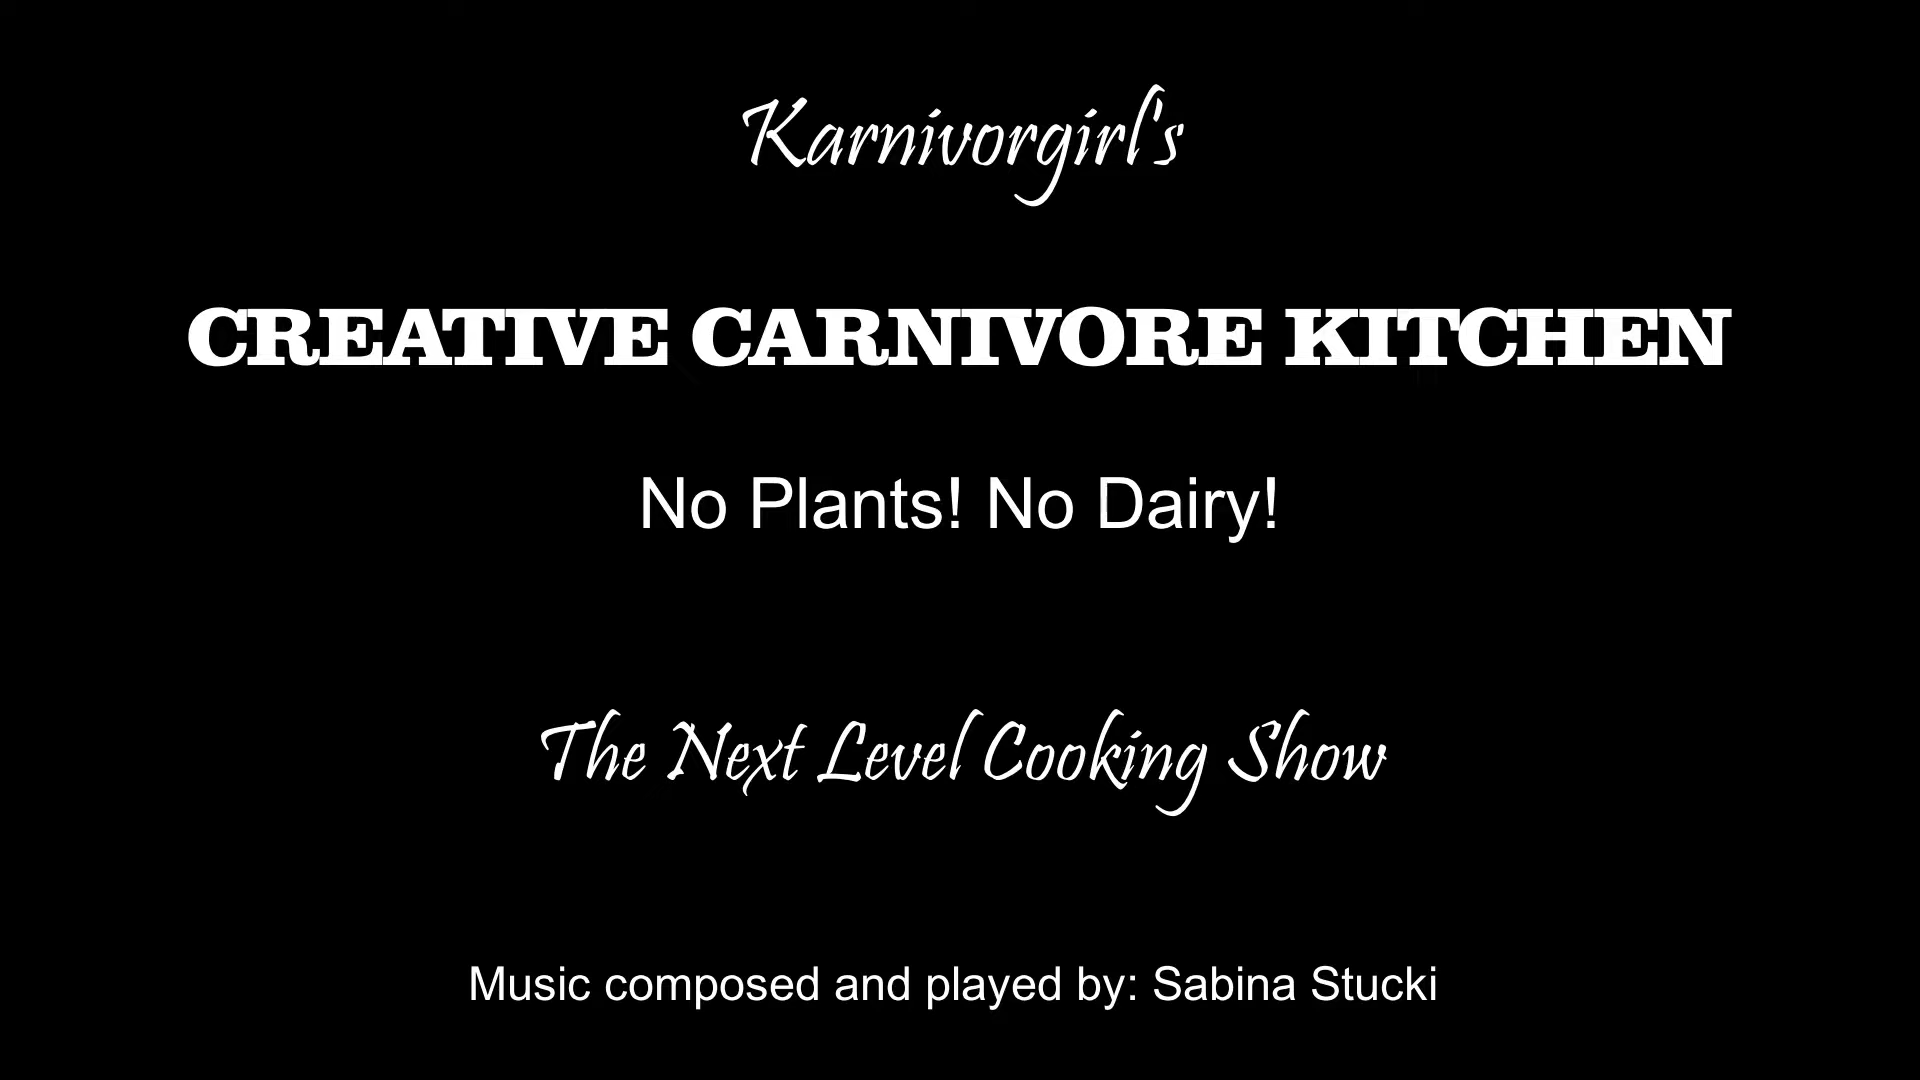 Karnivorgirl's
CREATIVE CARNIVORE KITCHEN
No Plants! No Dairy!
The Next Level Cooking Show
Music composed and played by: Sabina Stucki